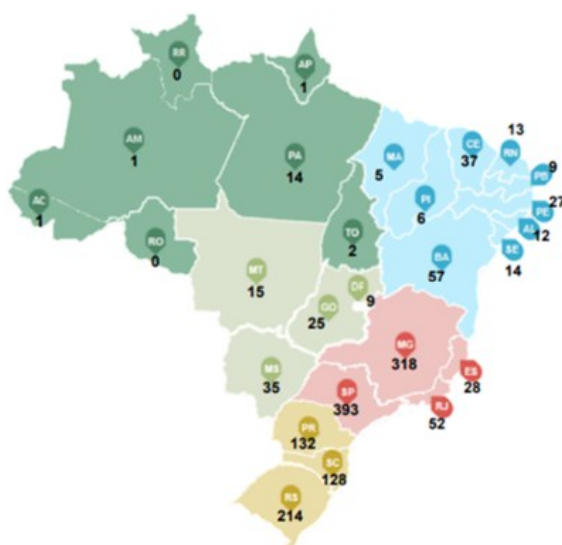 RR
0
AP
1
AM
1
PA
14
AC
1
RO
0
TO
2
MA
5
PI
6
CE
37
RN
13
PB
9
PE
27
AL
12
SE
14
BA
57
MT
15
DF
9
GO
25
MS
35
MG
318
ES
28
SP
393
RJ
52
PR
132
SC
128
RS
214